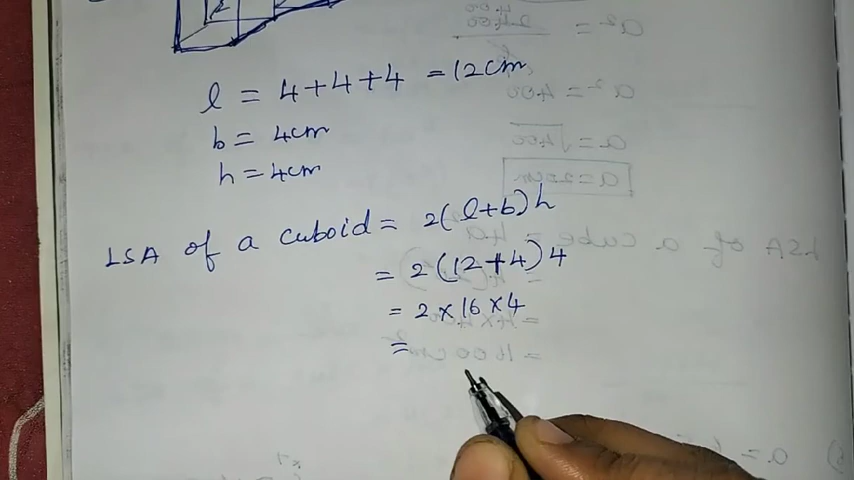 l = 4+4+4 = 12cm
b = 4cm
h = 4cm
LSA of a cuboid = 2(l+b)h
= 2(12+4)4
= 2×16×4
=